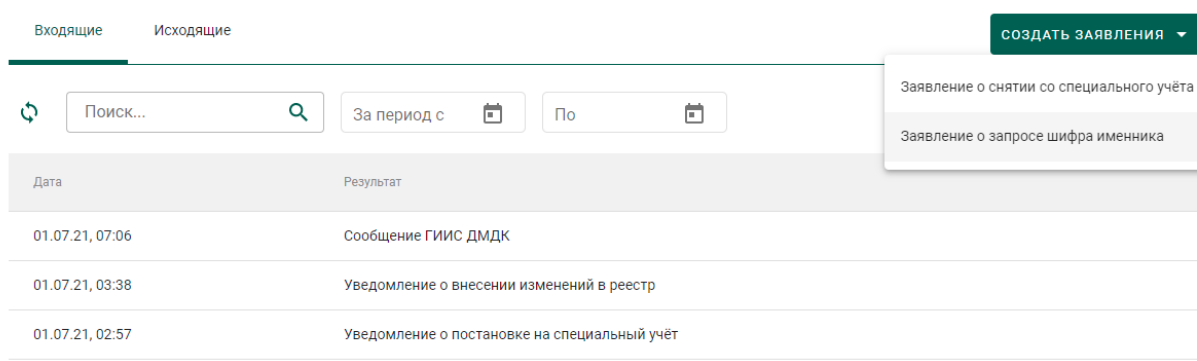 Входящие Исходящие СОЗДАТЬ ЗАЯВЛЕНИЯ
Заявление о снятии со специального учёта
Поиск... За период с По
Заявление о запросе шифра именника
Дата Результат
01.07.21, 07:06 Сообщение ГИИС ДМДК
01.07.21, 03:38 Уведомление о внесении изменений в реестр
01.07.21, 02:57 Уведомление о постановке на специальный учёт